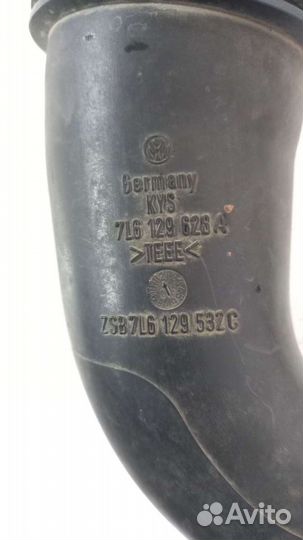 Germany
KYS
7L6 129 628 A
>TEEE<
ZSB 7L6 129 532 C
Avito